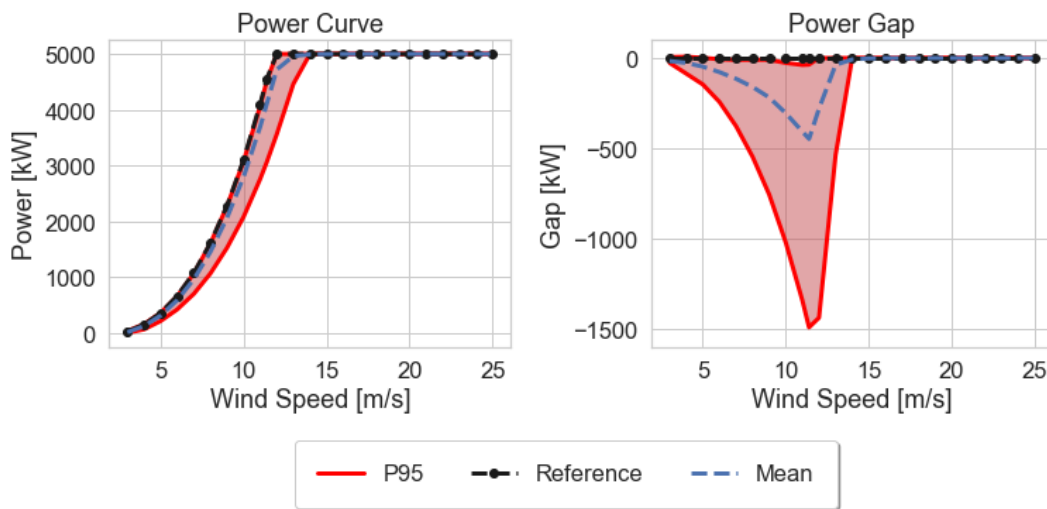 Power Curve
Power [kW]
5000
4000
3000
2000
1000
0
5 10 15 20 25
Wind Speed [m/s]
Power Gap
Gap [kW]
0
−500
−1000
−1500
5 10 15 20 25
Wind Speed [m/s]
P95 Reference Mean